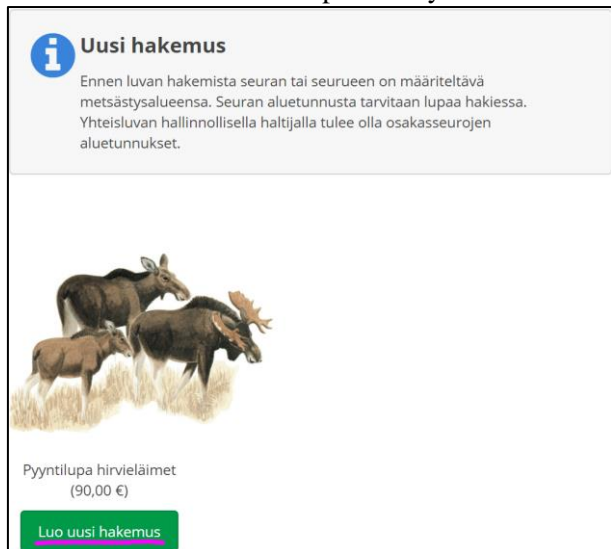 Uusi hakemus
Ennen luvan hakemista seuran tai seurueen on määriteltävä
metsästysalueensa. Seuran aluetunnusta tarvitaan lupaa hakiessa.
Yhteisluvan hallinnollisella haltijalla tulee olla osakasseurojen
aluetunnukset.
Pyyntilupa hirvieläimet
(90,00 €)
Luo uusi hakemus